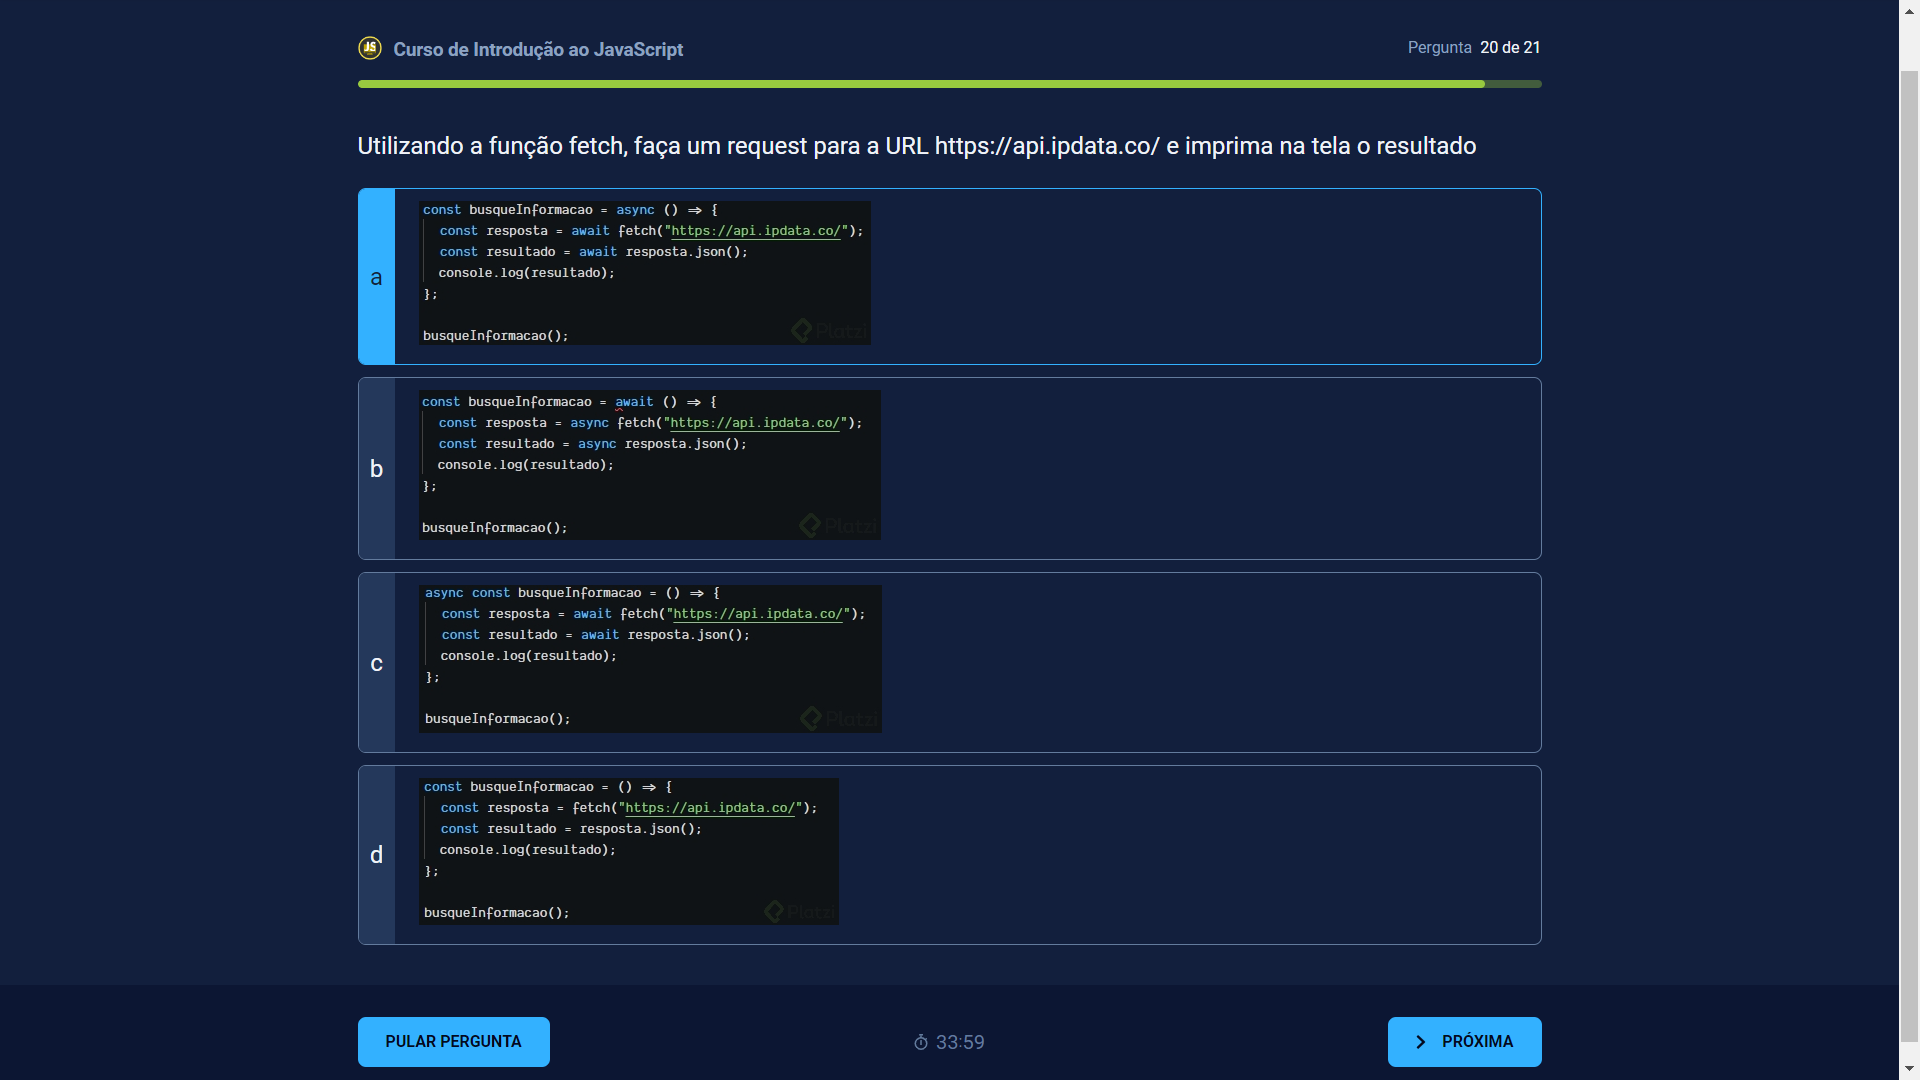 JS
Curso de Introdução ao JavaScript
Pergunta 20 de 21
Utilizando a função fetch, faça um request para a URL https://api.ipdata.co/ e imprima na tela o resultado
a
const busqueInformacao = async () => {
const resposta = await fetch("https://api.ipdata.co/");
const resultado = await resposta.json();
console.log(resultado);
};
busqueInformacao();
Platzi
b
const busqueInformacao = await () => {
const resposta = async fetch("https://api.ipdata.co/");
const resultado = async resposta.json();
console.log(resultado);
};
busqueInformacao();
Platzi
c
async const busqueInformacao = () => {
const resposta = await fetch("https://api.ipdata.co/");
const resultado = await resposta.json();
console.log(resultado);
};
busqueInformacao();
Platzi
d
const busqueInformacao = () => {
const resposta = fetch("https://api.ipdata.co/");
const resultado = resposta.json();
console.log(resultado);
};
busqueInformacao();
Platzi
PULAR PERGUNTA
33:59
PRÓXIMA